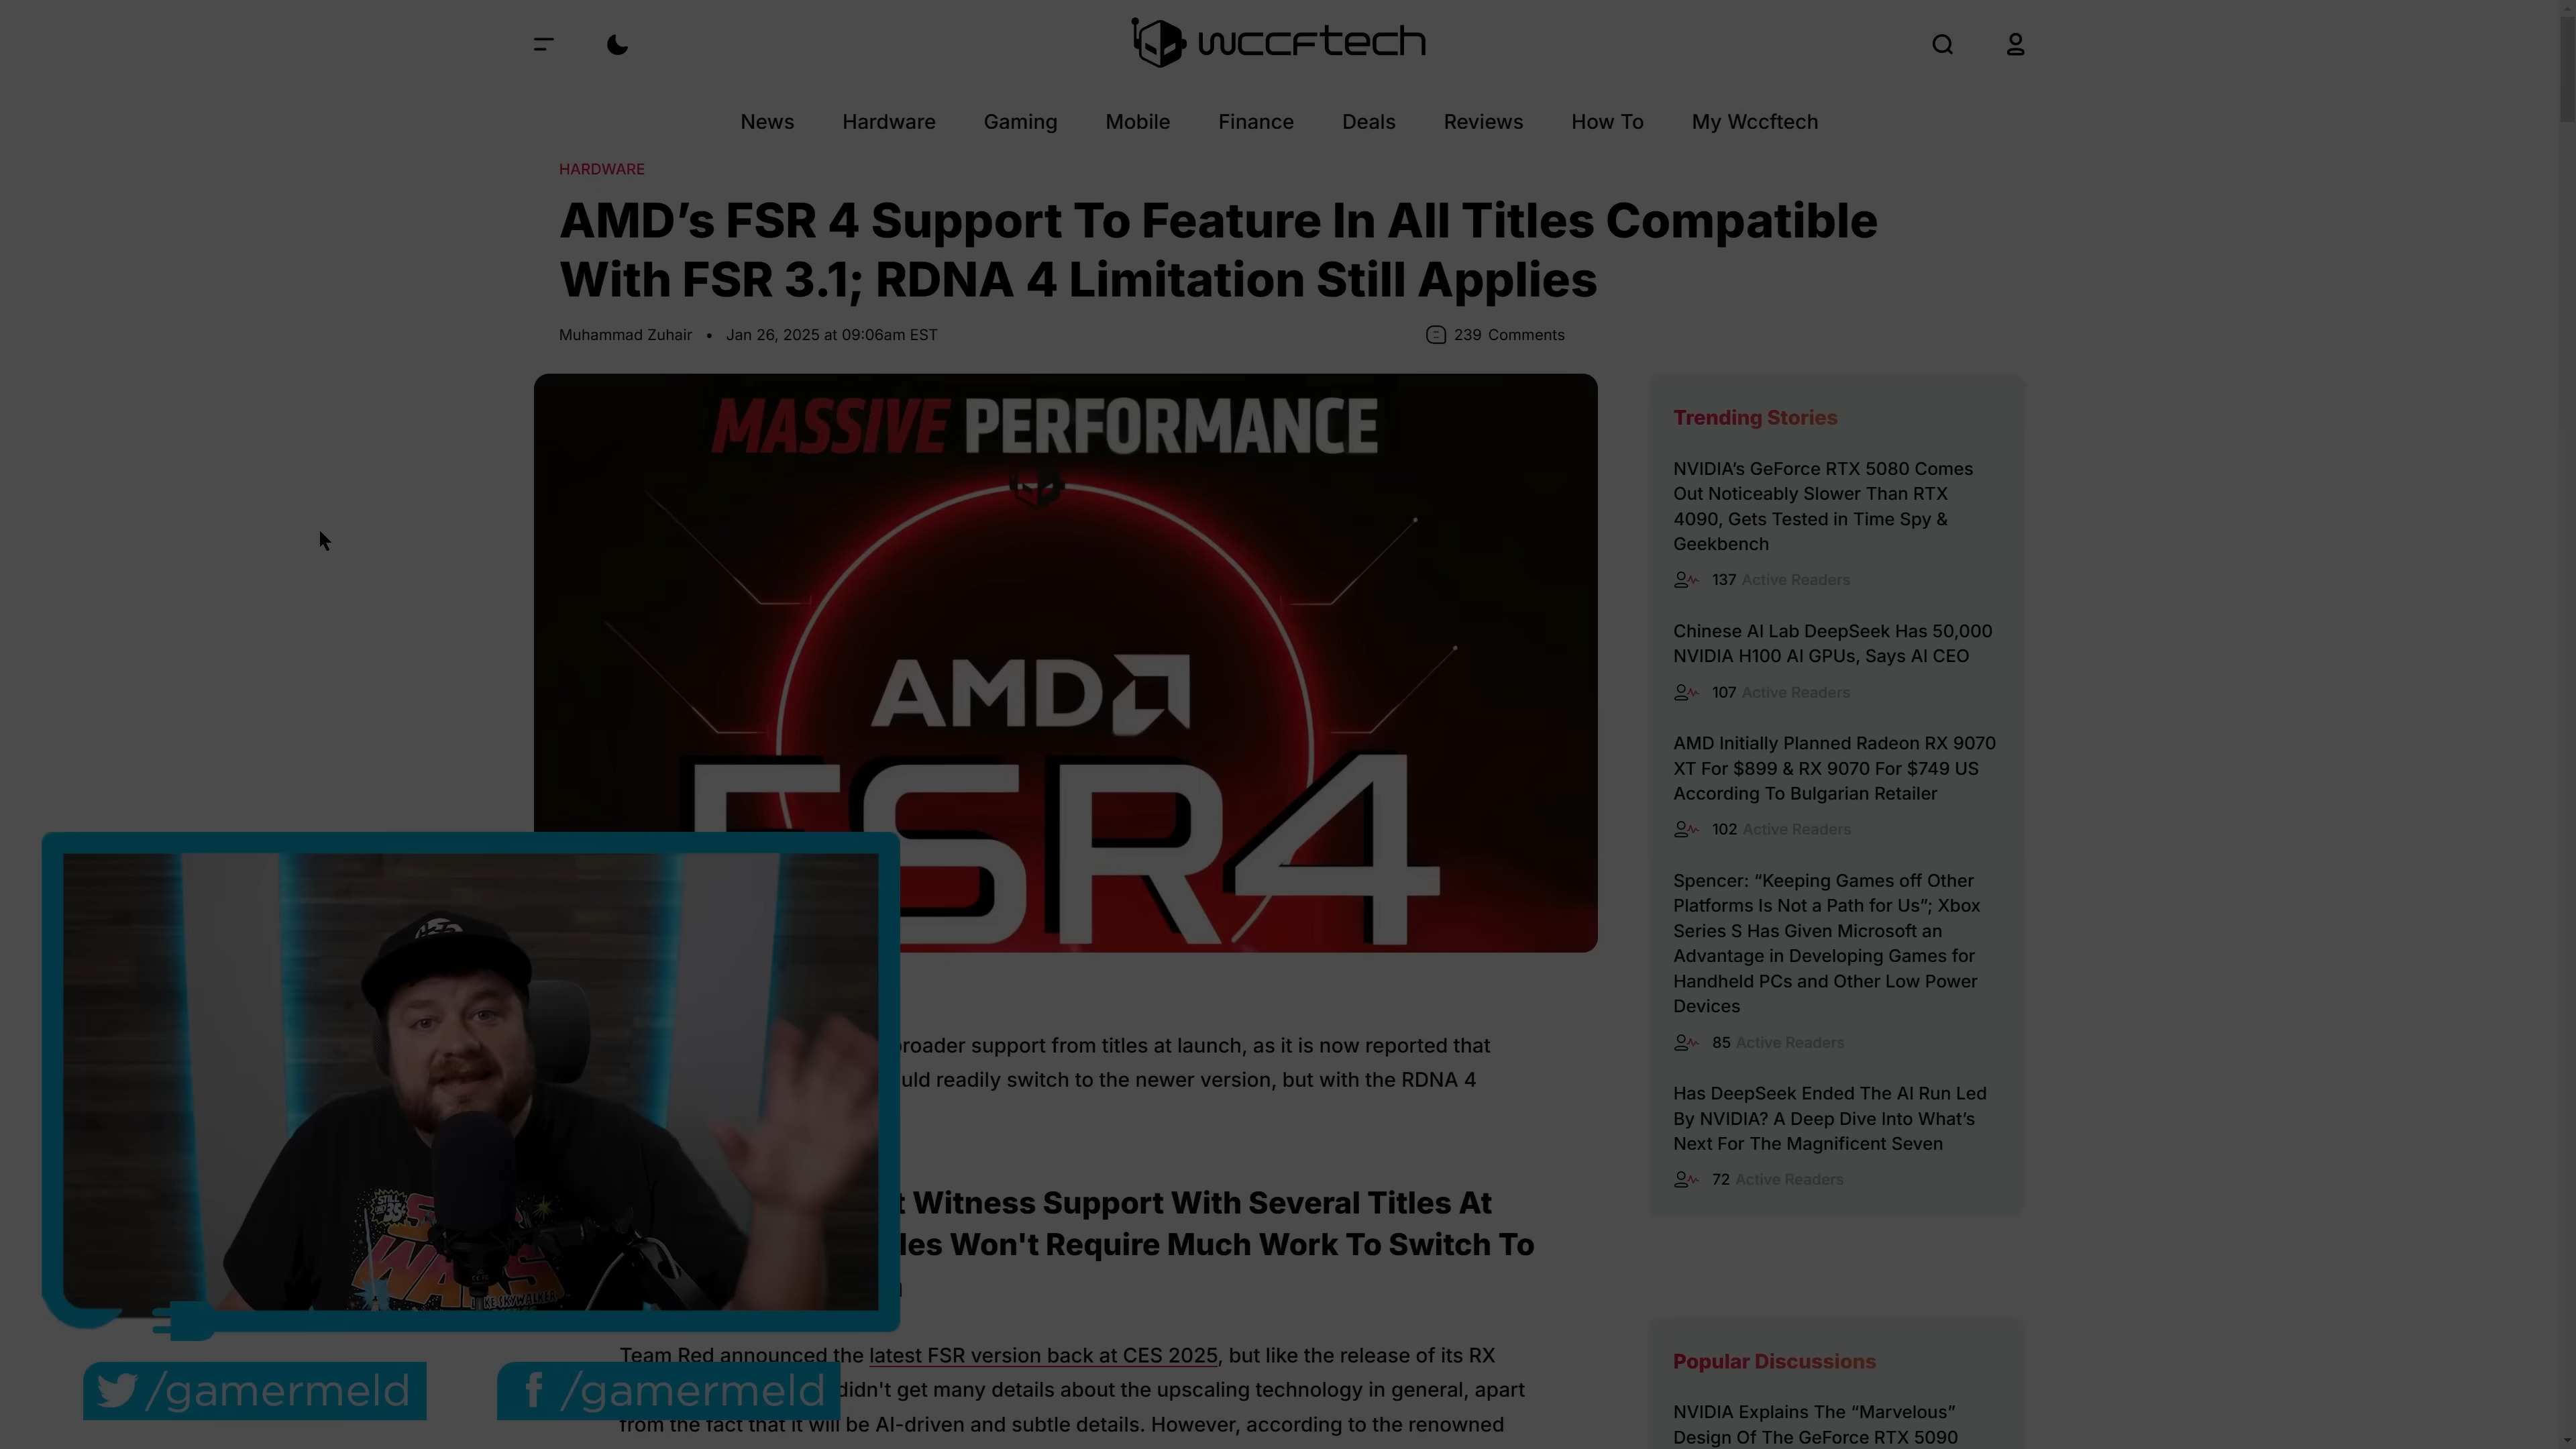 wccftech
News Hardware Gaming Mobile Finance Deals Reviews How To My Wccftech
HARDWARE
AMD’s FSR 4 Support To Feature In All Titles Compatible
With FSR 3.1; RDNA 4 Limitation Still Applies
Muhammad Zuhair • Jan 26, 2025 at 09:06am EST
239 Comments
MASSIVE PERFORMANCE
AMD
FSR4
roader support from titles at launch, as it is now reported that
uld readily switch to the newer version, but with the RDNA 4
t Witness Support With Several Titles At
les Won't Require Much Work To Switch To
Team Red announced the latest FSR version back at CES 2025, but like the release of its RX
didn't get many details about the upscaling technology in general, apart
from the fact that it will be AI-driven and subtle details. However, according to the renowned
STILL
35
WARS
LUKE SKYWALKER
/gamermeld
/gamermeld
Trending Stories
NVIDIA’s GeForce RTX 5080 Comes
Out Noticeably Slower Than RTX
4090, Gets Tested in Time Spy &
Geekbench
137 Active Readers
Chinese AI Lab DeepSeek Has 50,000
NVIDIA H100 AI GPUs, Says AI CEO
107 Active Readers
AMD Initially Planned Radeon RX 9070
XT For $899 & RX 9070 For $749 US
According To Bulgarian Retailer
102 Active Readers
Spencer: “Keeping Games off Other
Platforms Is Not a Path for Us”; Xbox
Series S Has Given Microsoft an
Advantage in Developing Games for
Handheld PCs and Other Low Power
Devices
85 Active Readers
Has DeepSeek Ended The AI Run Led
By NVIDIA? A Deep Dive Into What’s
Next For The Magnificent Seven
72 Active Readers
Popular Discussions
NVIDIA Explains The “Marvelous”
Design Of The GeForce RTX 5090